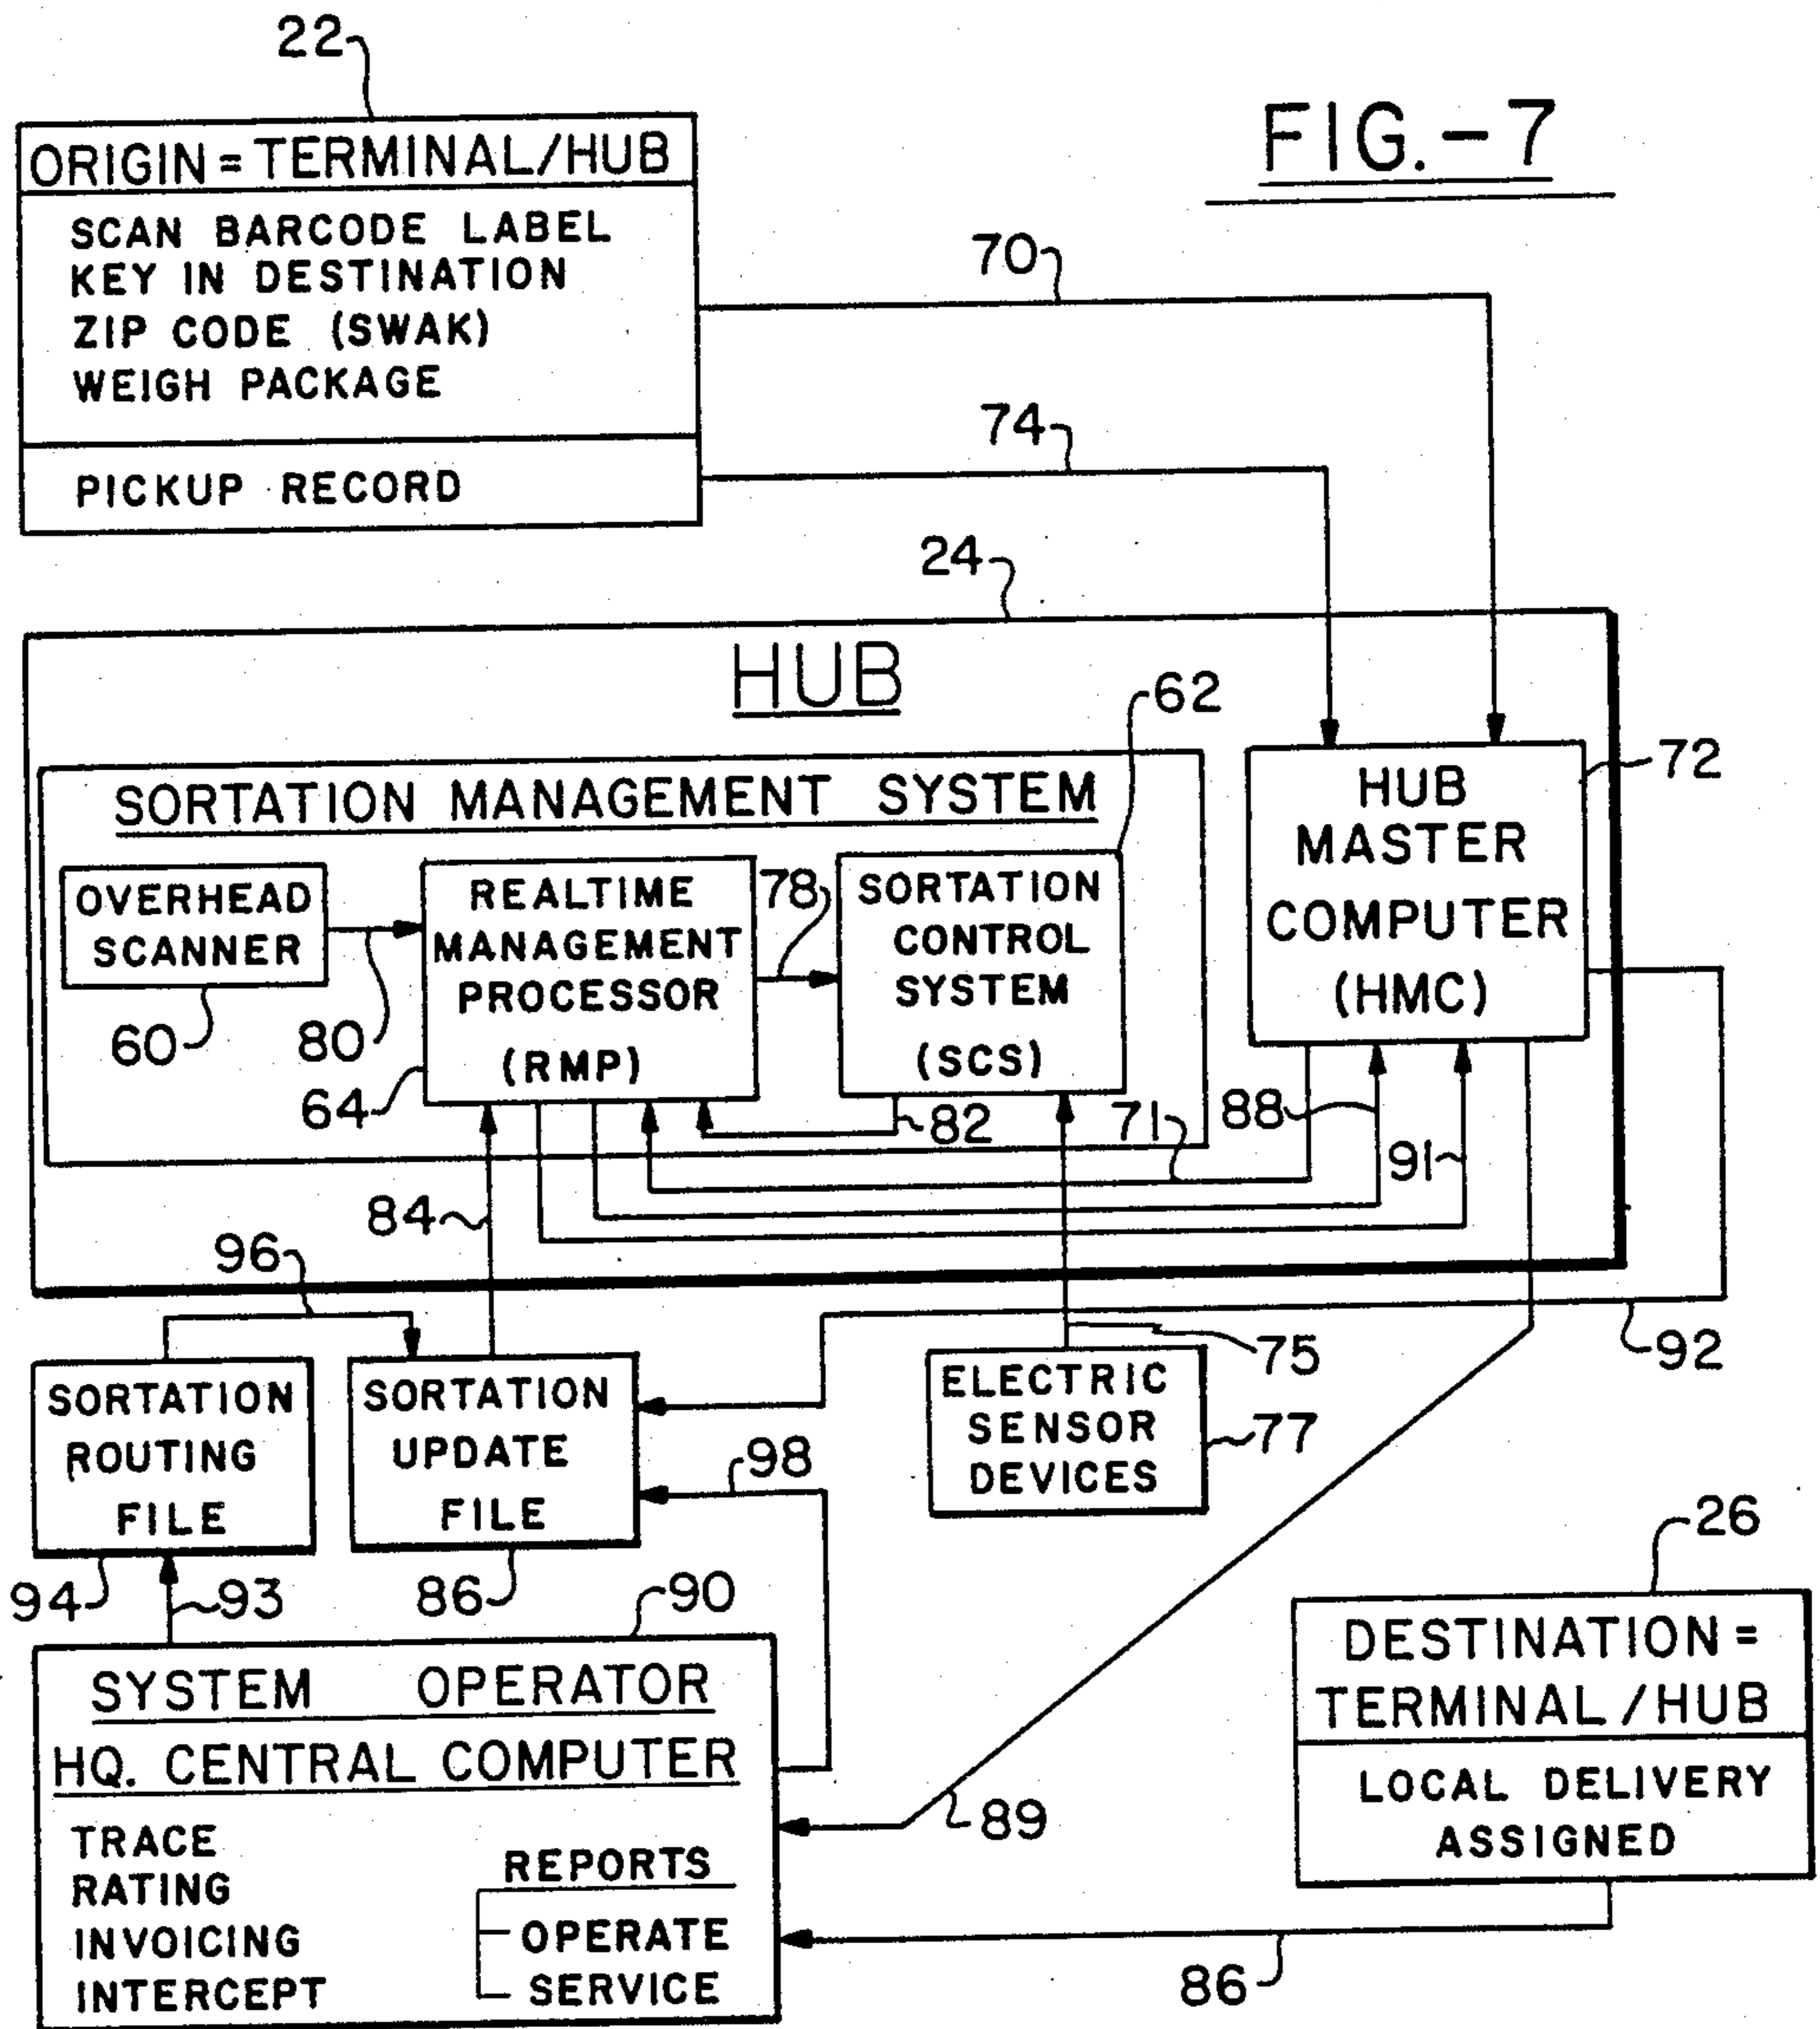 22
FIG.-7
ORIGIN = TERMINAL/HUB
SCAN BARCODE LABEL
KEY IN DESTINATION
ZIP CODE (SWAK)
WEIGH PACKAGE
PICKUP RECORD
70
74
24
HUB
62
72
SORTATION MANAGEMENT SYSTEM
OVERHEAD
SCANNER
60
80
REALTIME
MANAGEMENT
PROCESSOR
(RMP)
64
78
SORTATION
CONTROL
SYSTEM
(SCS)
82
HUB
MASTER
COMPUTER
(HMC)
71
88
91
84
96
75
92
SORTATION
ROUTING
FILE
94
93
SORTATION
UPDATE
FILE
86
98
ELECTRIC
SENSOR
DEVICES
77
90
26
SYSTEM OPERATOR
HQ. CENTRAL COMPUTER
TRACE
RATING
INVOICING
INTERCEPT
REPORTS
OPERATE
SERVICE
89
DESTINATION =
TERMINAL/HUB
LOCAL DELIVERY
ASSIGNED
86